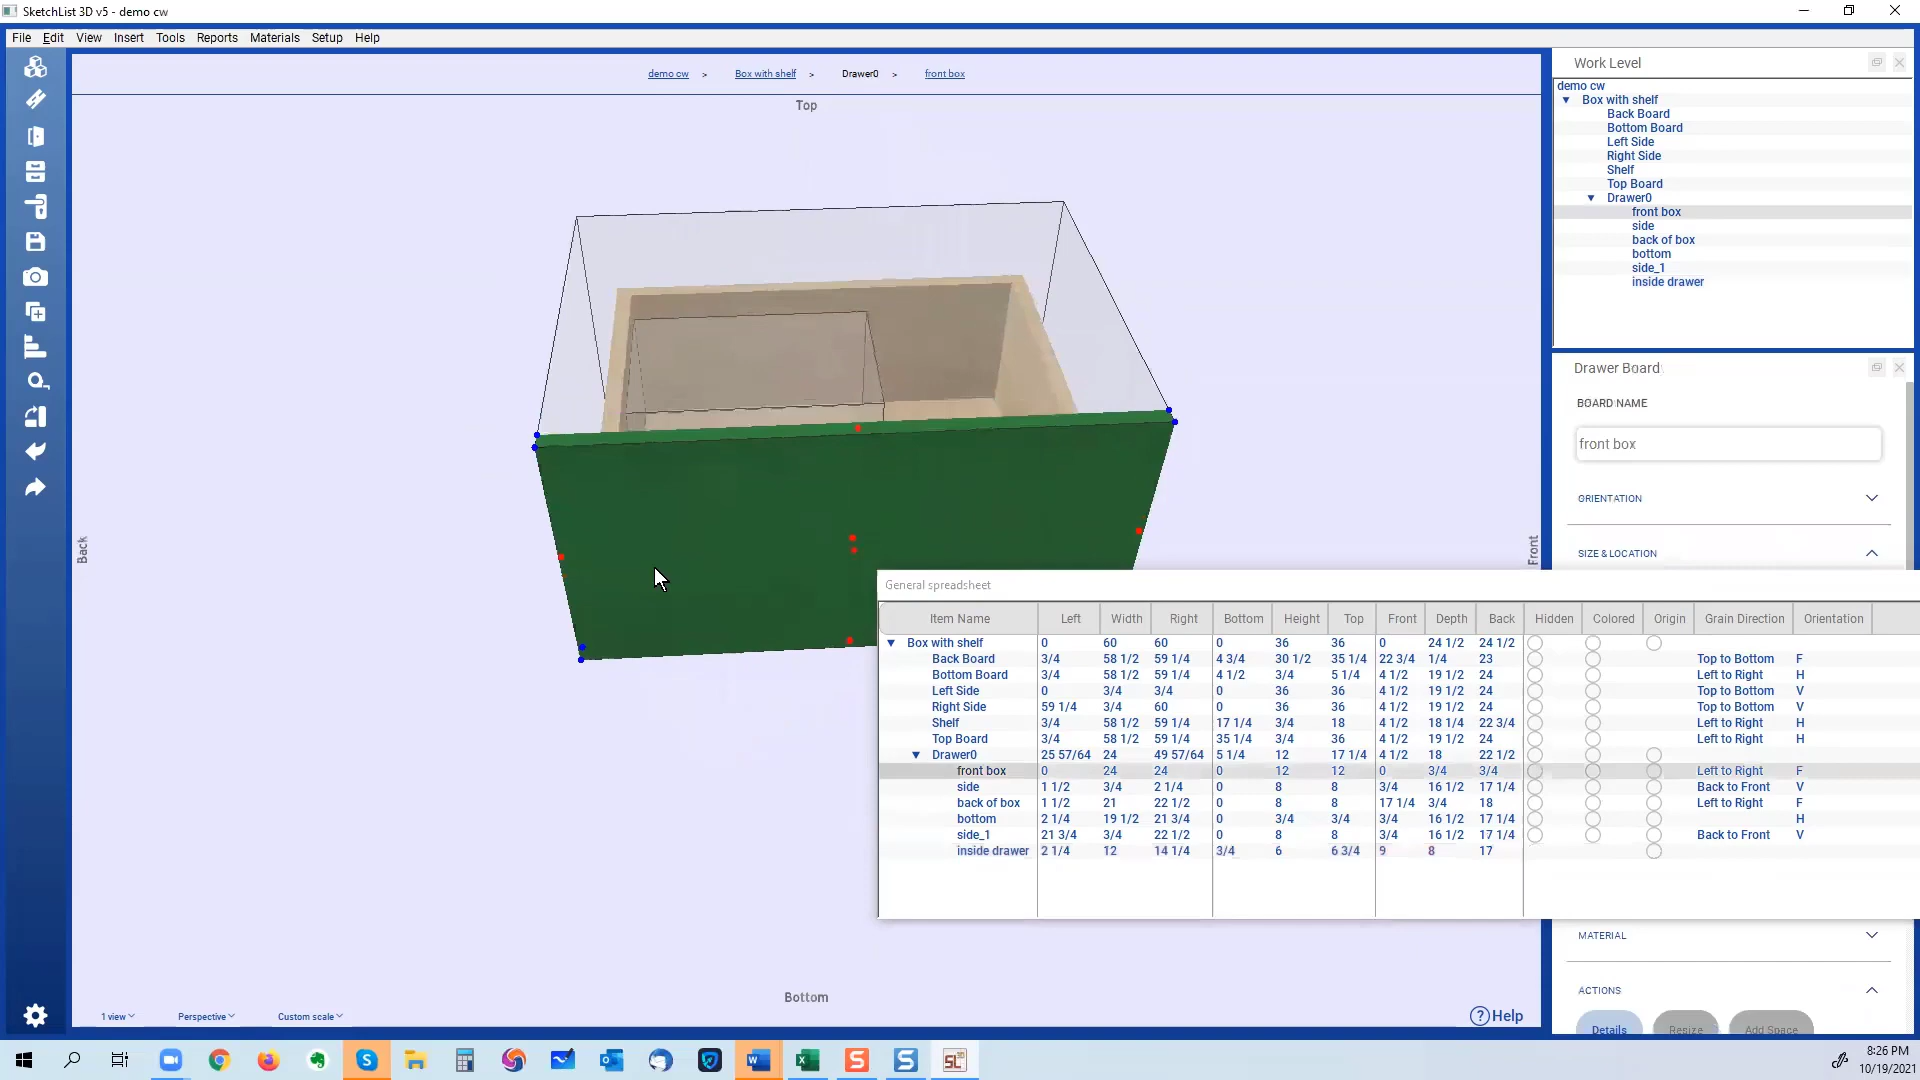 SketchList 3D v5 - demo cw
File Edit View Insert Tools Reports Materials Setup Help
demo cw > Box with shelf > Drawer0 > front box
Top
Back
Front
Bottom
1 view Perspective Custom scale
Help
Work Level
demo cw
Box with shelf
Back Board
Bottom Board
Left Side
Right Side
Shelf
Top Board
Drawer0
front box
side
back of box
bottom
side_1
inside drawer
Drawer Board
BOARD NAME
front box
ORIENTATION
SIZE & LOCATION
General spreadsheet
Item Name Left Width Right Bottom Height Top Front Depth Back Hidden Colored Origin Grain Direction Orientation
Box with shelf 0 60 60 0 36 36 0 24 1/2 24 1/2
Back Board 3/4 58 1/2 59 1/4 4 3/4 30 1/2 35 1/4 22 3/4 1/4 23 Top to Bottom F
Bottom Board 3/4 58 1/2 59 1/4 4 1/2 3/4 5 1/4 4 1/2 19 1/2 24 Left to Right H
Left Side 0 3/4 3/4 0 36 36 4 1/2 19 1/2 24 Top to Bottom V
Right Side 59 1/4 3/4 60 0 36 36 4 1/2 19 1/2 24 Top to Bottom V
Shelf 3/4 58 1/2 59 1/4 17 1/4 3/4 18 4 1/2 18 1/4 22 3/4 Left to Right H
Top Board 3/4 58 1/2 59 1/4 35 1/4 3/4 36 4 1/2 19 1/2 24 Left to Right H
Drawer0 25 57/64 24 49 57/64 5 1/4 12 17 1/4 4 1/2 18 22 1/2
front box 0 24 24 0 12 12 0 3/4 3/4 Left to Right F
side 1 1/2 3/4 2 1/4 0 8 8 3/4 16 1/2 17 1/4 Back to Front V
back of box 1 1/2 21 22 1/2 0 8 8 17 1/4 3/4 18 Left to Right F
bottom 2 1/4 19 1/2 21 3/4 0 3/4 3/4 3/4 16 1/2 17 1/4 H
side_1 21 3/4 3/4 22 1/2 0 8 8 3/4 16 1/2 17 1/4 Back to Front V
inside drawer 2 1/4 12 14 1/4 3/4 6 6 3/4 9 8 17
MATERIAL
ACTIONS
Details Resize Add Space
8:26 PM
10/19/2021